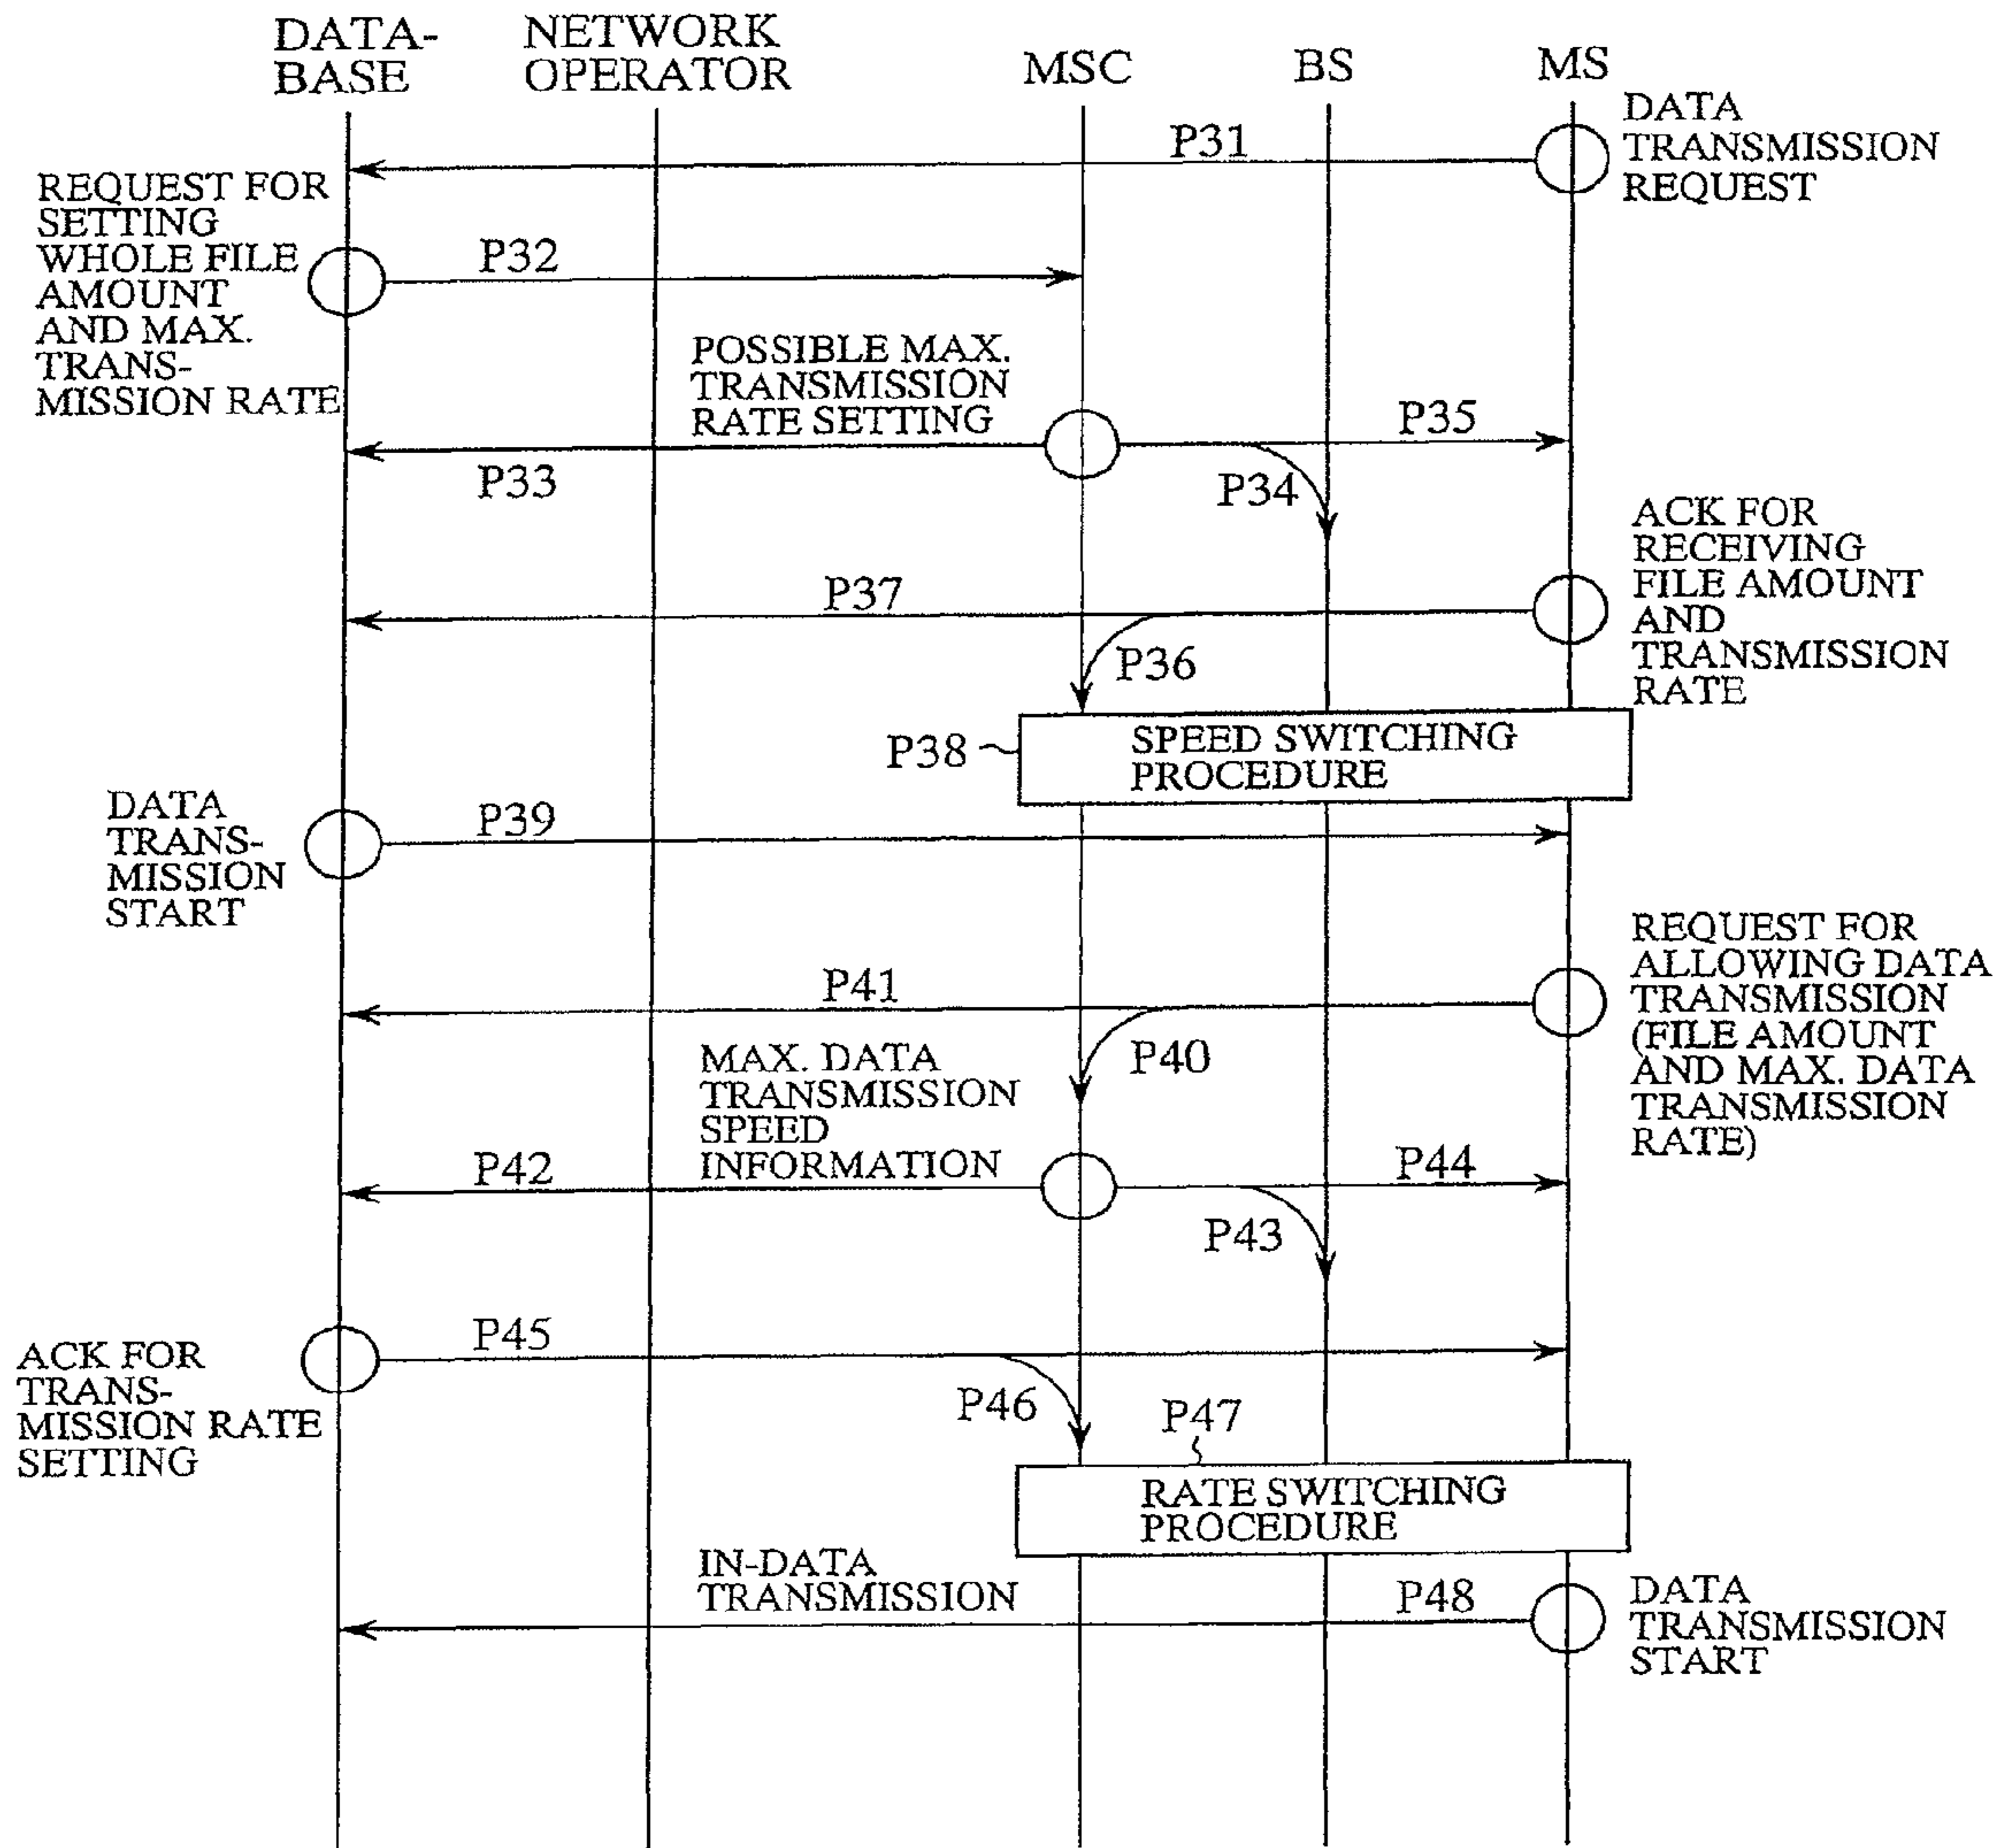 DATA-
BASE
NETWORK
OPERATOR
MSC
BS
MS
P31
DATA
TRANSMISSION
REQUEST
REQUEST FOR
SETTING
WHOLE FILE
AMOUNT
AND MAX.
TRANS-
MISSION RATE
P32
POSSIBLE MAX.
TRANSMISSION
RATE SETTING
P33
P35
P34
ACK FOR
RECEIVING
FILE AMOUNT
AND
TRANSMISSION
RATE
P37
P36
P38
SPEED SWITCHING
PROCEDURE
DATA
TRANS-
MISSION
START
P39
REQUEST FOR
ALLOWING DATA
TRANSMISSION
(FILE AMOUNT
AND MAX. DATA
TRANSMISSION
RATE)
P41
P40
MAX. DATA
TRANSMISSION
SPEED
INFORMATION
P42
P44
P43
ACK FOR
TRANS-
MISSION RATE
SETTING
P45
P46
P47
RATE SWITCHING
PROCEDURE
IN-DATA
TRANSMISSION
P48
DATA
TRANSMISSION
START